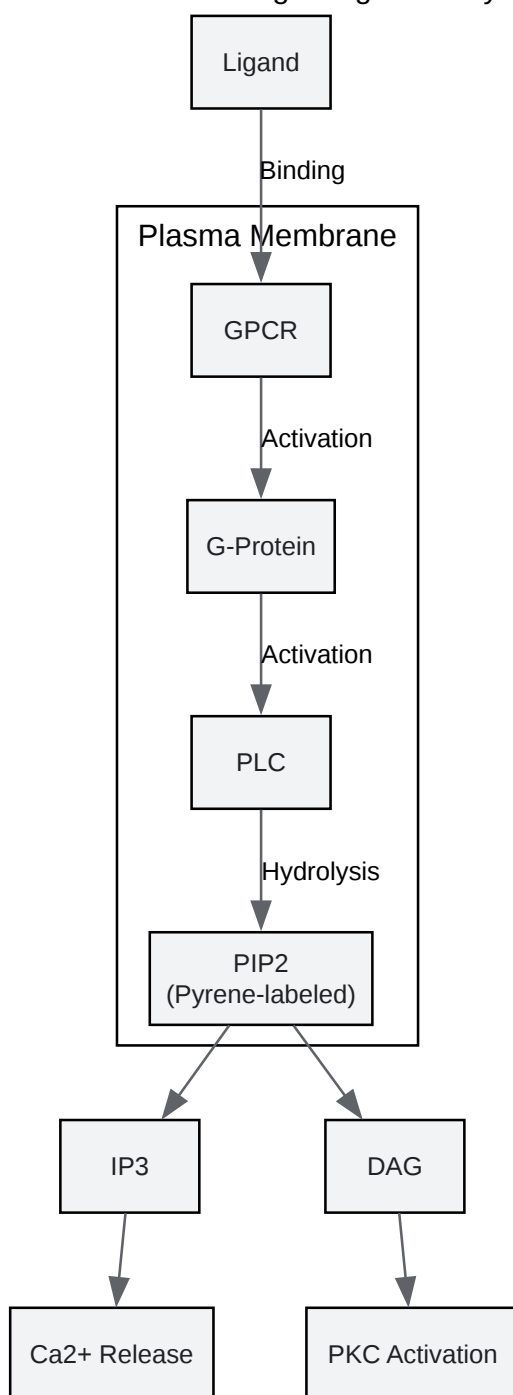 Ligand
Binding
Plasma Membrane
GPCR
Activation
G-Protein
Activation
PLC
Hydrolysis
PIP2
(Pyrene-labeled)
IP3
DAG
Ca2+ Release
PKC Activation